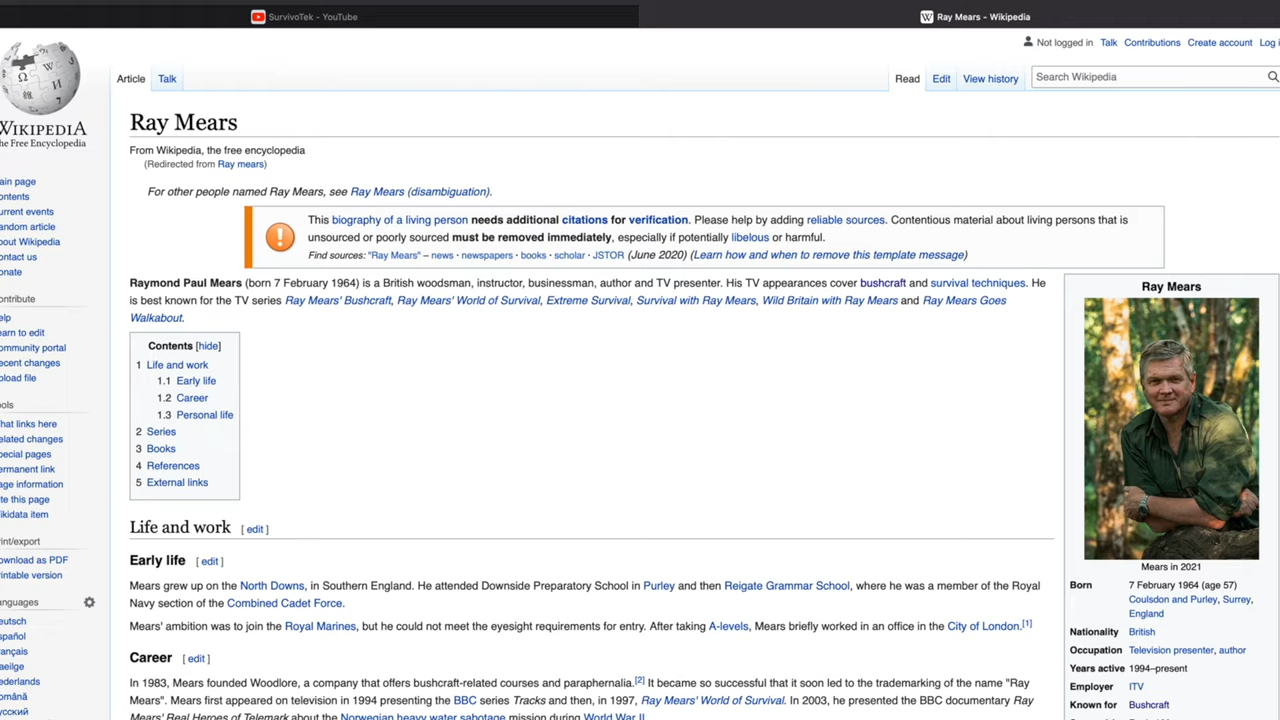 SurvivoTek - YouTube
Ray Mears - Wikipedia
Not logged in Talk Contributions Create account Log i
Article Talk
Read Edit View history Search Wikipedia
WIKIPEDIA
he Free Encyclopedia
ain page
ontents
urrent events
andom article
bout Wikipedia
ontact us
onate
ontribute
elp
earn to edit
ommunity portal
ecent changes
pload file
ools
hat links here
elated changes
pecial pages
ermanent link
age information
ite this page
ikidata item
rint/export
ownload as PDF
rintable version
anguages
eutsch
spañol
rançais
aeilge
ederlands
omână
усский
Ray Mears
From Wikipedia, the free encyclopedia
(Redirected from Ray mears)
For other people named Ray Mears, see Ray Mears (disambiguation).
This biography of a living person needs additional citations for verification. Please help by adding reliable sources. Contentious material about living persons that is
unsourced or poorly sourced must be removed immediately, especially if potentially libelous or harmful.
Find sources: "Ray Mears" – news · newspapers · books · scholar · JSTOR (June 2020) (Learn how and when to remove this template message)
Raymond Paul Mears (born 7 February 1964) is a British woodsman, instructor, businessman, author and TV presenter. His TV appearances cover bushcraft and survival techniques. He
is best known for the TV series Ray Mears' Bushcraft, Ray Mears' World of Survival, Extreme Survival, Survival with Ray Mears, Wild Britain with Ray Mears and Ray Mears Goes
Walkabout.
Contents [hide]
1 Life and work
1.1 Early life
1.2 Career
1.3 Personal life
2 Series
3 Books
4 References
5 External links
Life and work [ edit ]
Early life [ edit ]
Mears grew up on the North Downs, in Southern England. He attended Downside Preparatory School in Purley and then Reigate Grammar School, where he was a member of the Royal
Navy section of the Combined Cadet Force.
Mears' ambition was to join the Royal Marines, but he could not meet the eyesight requirements for entry. After taking A-levels, Mears briefly worked in an office in the City of London.[1]
Career [ edit ]
In 1983, Mears founded Woodlore, a company that offers bushcraft-related courses and paraphernalia.[2] It became so successful that it soon led to the trademarking of the name "Ray
Mears". Mears first appeared on television in 1994 presenting the BBC series Tracks and then, in 1997, Ray Mears' World of Survival. In 2003, he presented the BBC documentary Ray
Mears' Real Heroes of Telemark about the Norwegian heavy water sabotage mission during World War II.
Ray Mears
Mears in 2021
Born 7 February 1964 (age 57)
Coulsdon and Purley, Surrey,
England
Nationality British
Occupation Television presenter, author
Years active 1994–present
Employer ITV
Known for Bushcraft